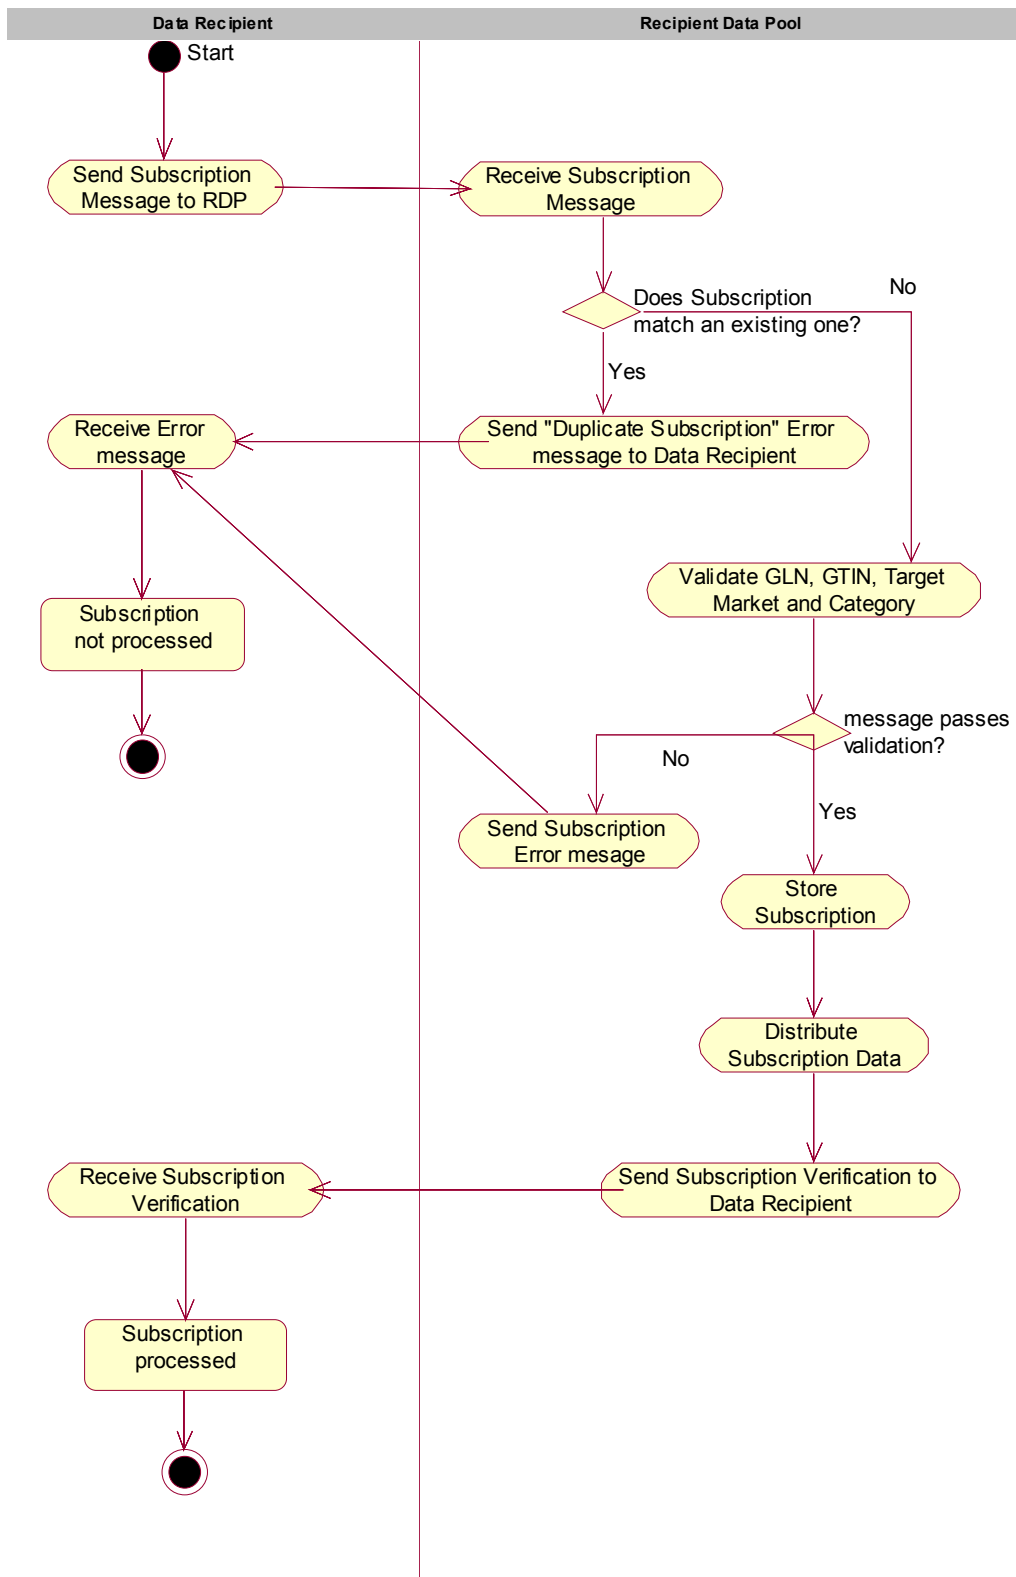 Data Recipient
Recipient Data Pool
Start
Send Subscription
Message to RDP
Receive Subscription
Message
Does Subscription
match an existing one?
No
Yes
Receive Error
message
Send "Duplicate Subscription" Error
message to Data Recipient
Validate GLN, GTIN, Target
Market and Category
Subscription
not processed
message passes
validation?
No
Yes
Send Subscription
Error mesage
Store
Subscription
Distribute
Subscription Data
Receive Subscription
Verification
Send Subscription Verification to
Data Recipient
Subscription
processed